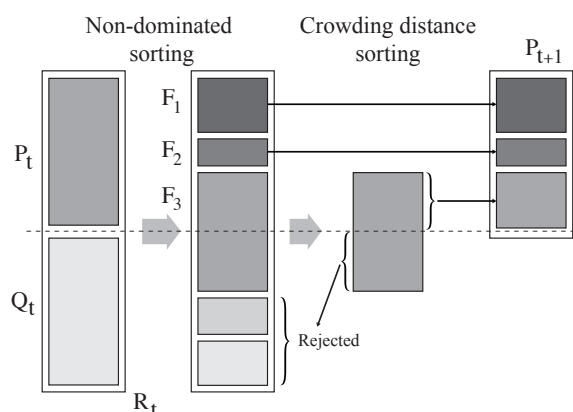 Non-dominated
sorting
Crowding distance
sorting
P_{t+1}
F_1
P_t
F_2
F_3
Q_t
Rejected
R_t